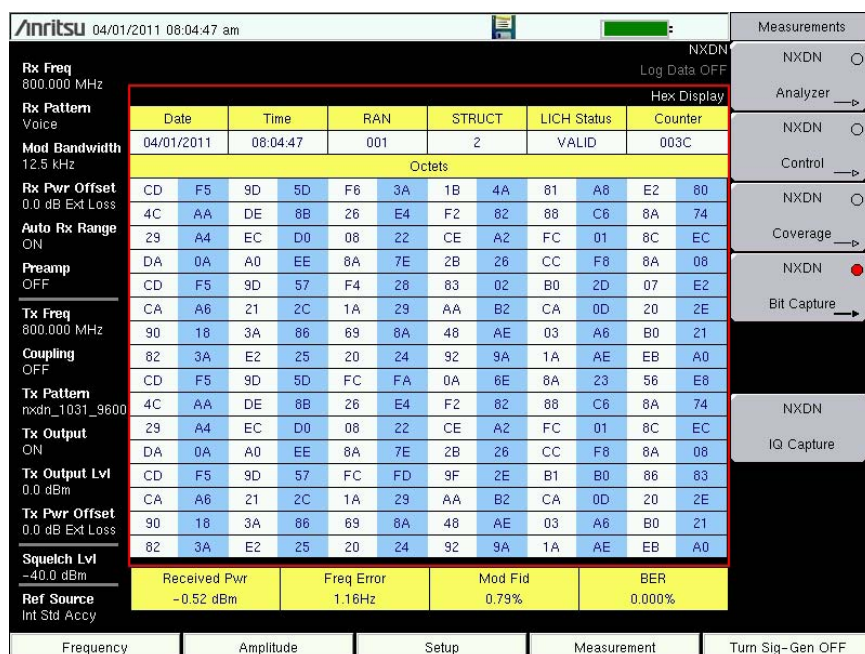 Anritsu 04/01/2011 08:04:47 am
NXDN
Log Data OFF
Hex Display
Rx Freq
800.000 MHz
Rx Pattern
Voice
Mod Bandwidth
12.5 kHz
Rx Pwr Offset
0.0 dB Ext Loss
Auto Rx Range
ON
Preamp
OFF
Tx Freq
800.000 MHz
Coupling
OFF
Tx Pattern
nxdn_1031_9600
Tx Output
ON
Tx Output Lvl
0.0 dBm
Tx Pwr Offset
0.0 dB Ext Loss
Squelch Lvl
-40.0 dBm
Ref Source
Int Std Accy
Date Time RAN STRUCT LICH Status Counter
04/01/2011 08:04:47 001 2 VALID 003C
Octets
CD F5 9D 5D F6 3A 1B 4A 81 A8 E2 80
4C AA DE 8B 26 E4 F2 82 88 C6 8A 74
29 A4 EC D0 08 22 CE A2 FC 01 8C EC
DA 0A A0 EE 8A 7E 2B 26 CC F8 8A 08
CD F5 9D 57 F4 28 83 02 B0 2D 07 E2
CA A6 21 2C 1A 29 AA B2 CA 0D 20 2E
90 18 3A 86 69 8A 48 AE 03 A6 B0 21
82 3A E2 25 20 24 92 9A 1A AE EB A0
CD F5 9D 5D FC FA 0A 6E 8A 23 56 E8
4C AA DE 8B 26 E4 F2 82 88 C6 8A 74
29 A4 EC D0 08 22 CE A2 FC 01 8C EC
DA 0A A0 EE 8A 7E 2B 26 CC F8 8A 08
CD F5 9D 57 FC FD 9F 2E B1 B0 86 83
CA A6 21 2C 1A 29 AA B2 CA 0D 20 2E
90 18 3A 86 69 8A 48 AE 03 A6 B0 21
82 3A E2 25 20 24 92 9A 1A AE EB A0
Received Pwr Freq Error Mod Fid BER
-0.52 dBm 1.16Hz 0.79% 0.000%
Measurements
NXDN
Analyzer
NXDN
Control
NXDN
Coverage
NXDN
Bit Capture
NXDN
IQ Capture
Frequency Amplitude Setup Measurement Turn Sig-Gen OFF